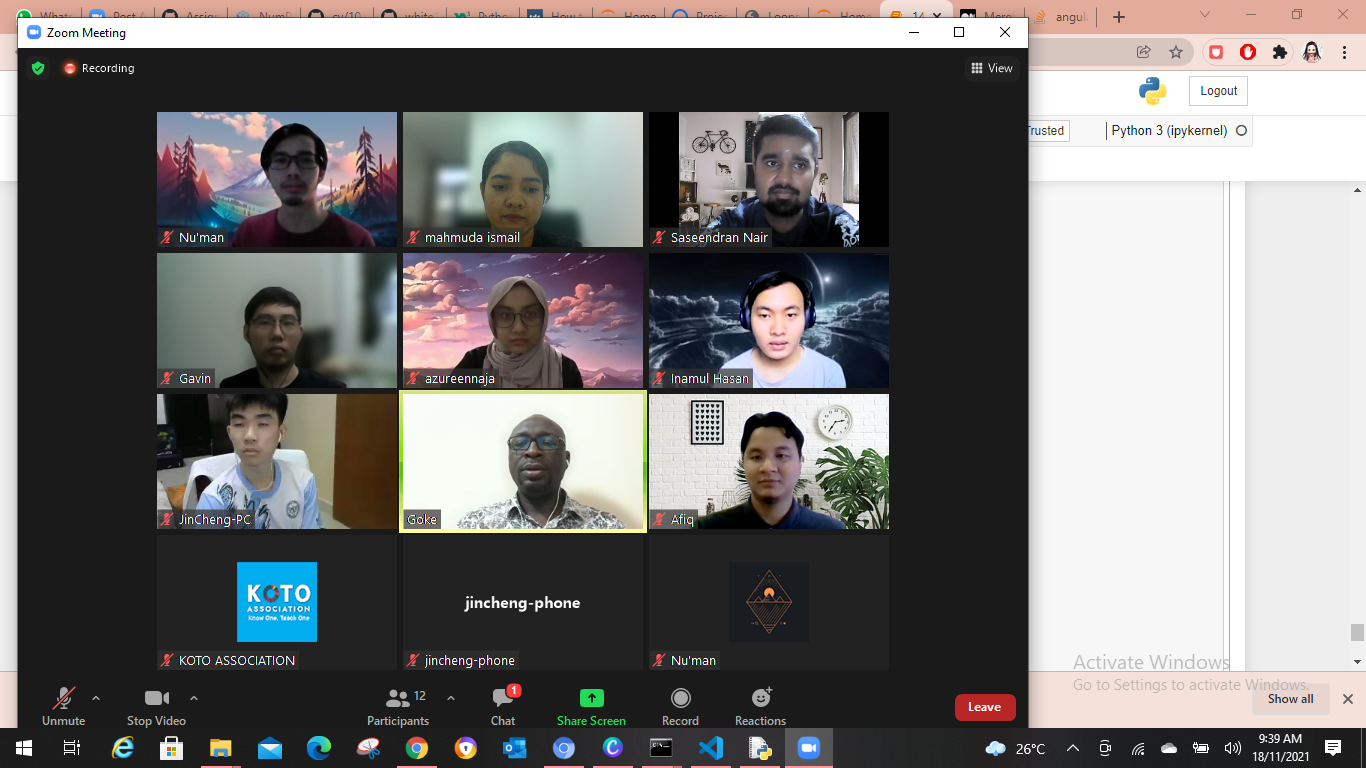 What
Post
Assig
NumP
cv/10
white
Pytho
How t
Home
Proje
Loop
Home
14
Merg
angul
Zoom Meeting
Recording
View
Logout
Trusted
Python 3 (ipykernel)
Nu'man
mahmuda ismail
Saseendran Nair
Gavin
azureennaja
Inamul Hasan
JinCheng-PC
Goke
Afiq
KOTO
ASSOCIATION
Know One, Teach One
jincheng-phone
KOTO ASSOCIATION
jincheng-phone
Nu'man
Activate Windows
Go to Settings to activate Windows.
Show all
Unmute
Stop Video
12
Participants
1
Chat
Share Screen
Record
Reactions
Leave
26°C
9:39 AM
18/11/2021